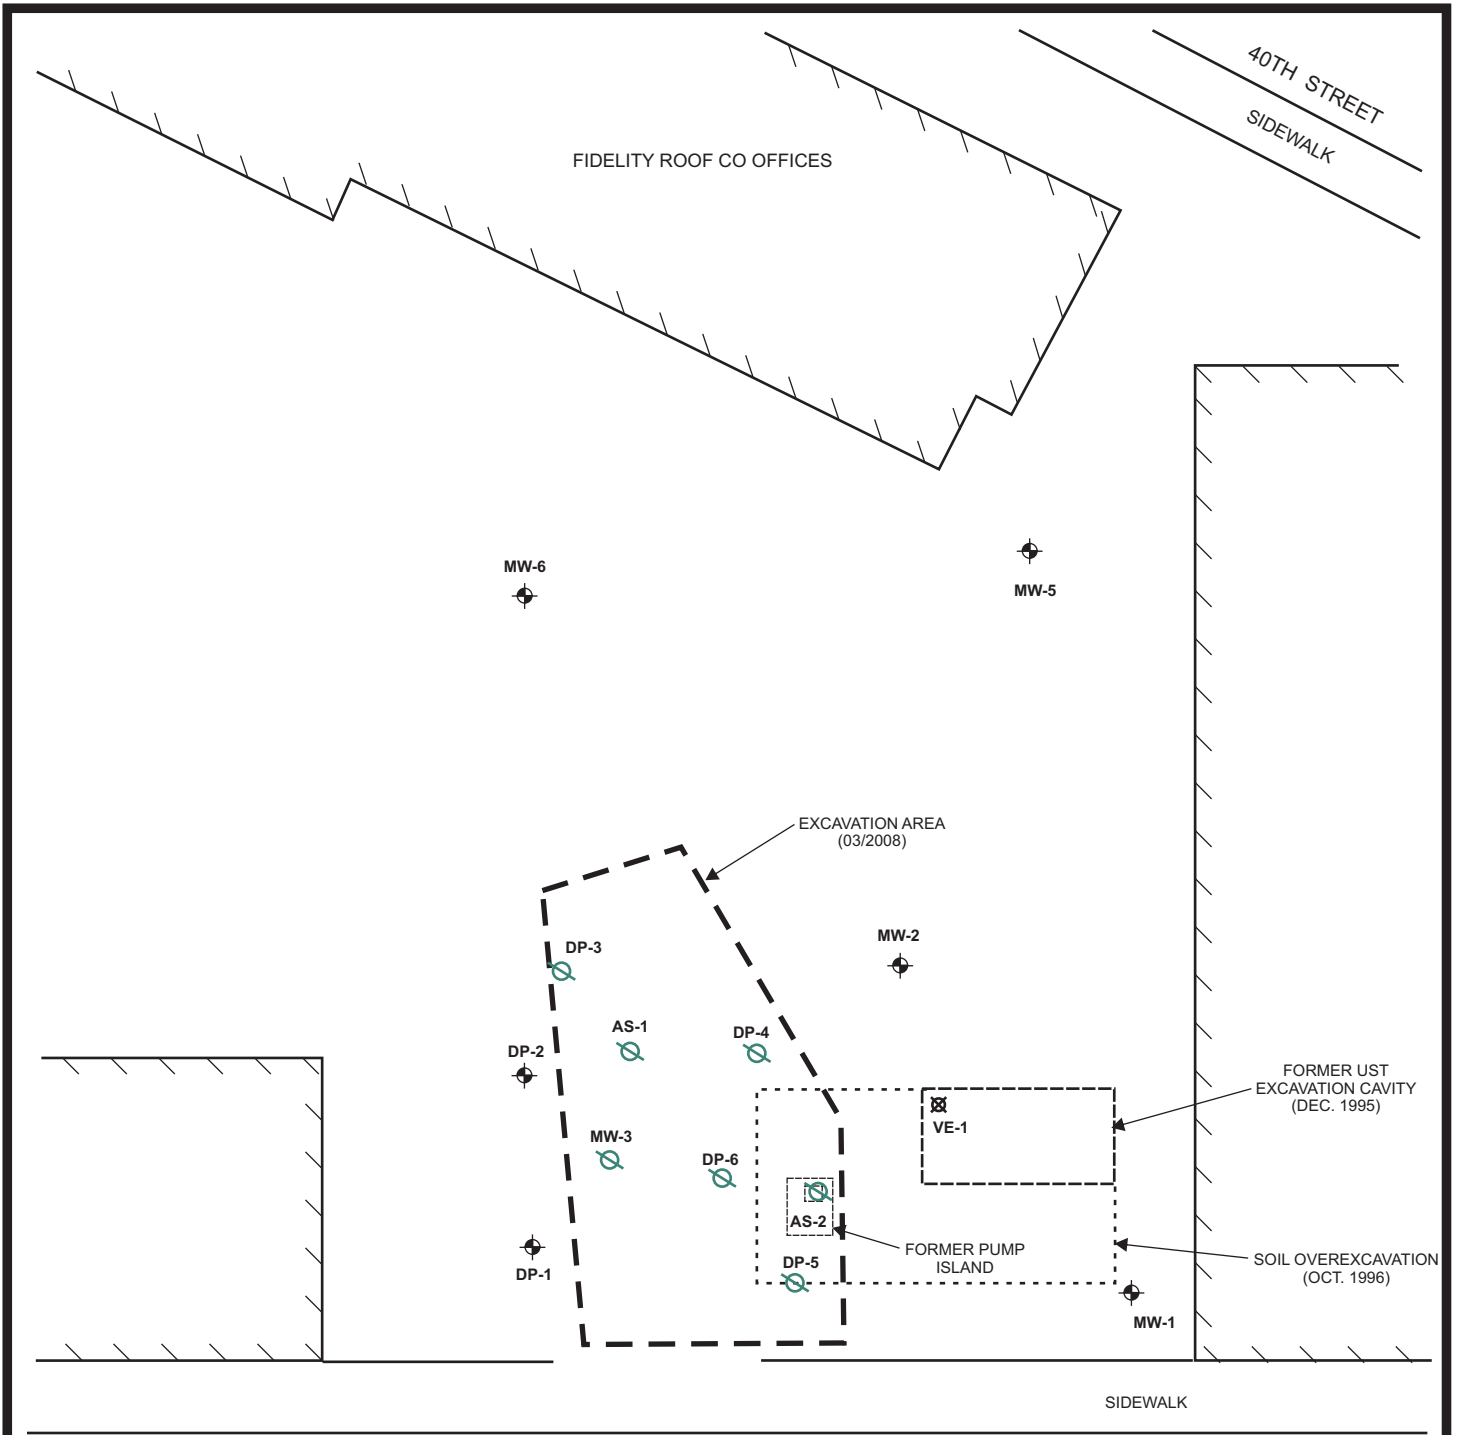 40TH STREET
SIDEWALK
FIDELITY ROOF CO OFFICES
MW-6
MW-5
EXCAVATION AREA
(03/2008)
MW-2
DP-3
AS-1
DP-4
DP-2
FORMER UST
EXCAVATION CAVITY
(DEC. 1995)
VE-1
MW-3
DP-6
AS-2
FORMER PUMP
ISLAND
DP-5
SOIL OVEREXCAVATION
(OCT. 1996)
DP-1
MW-1
SIDEWALK